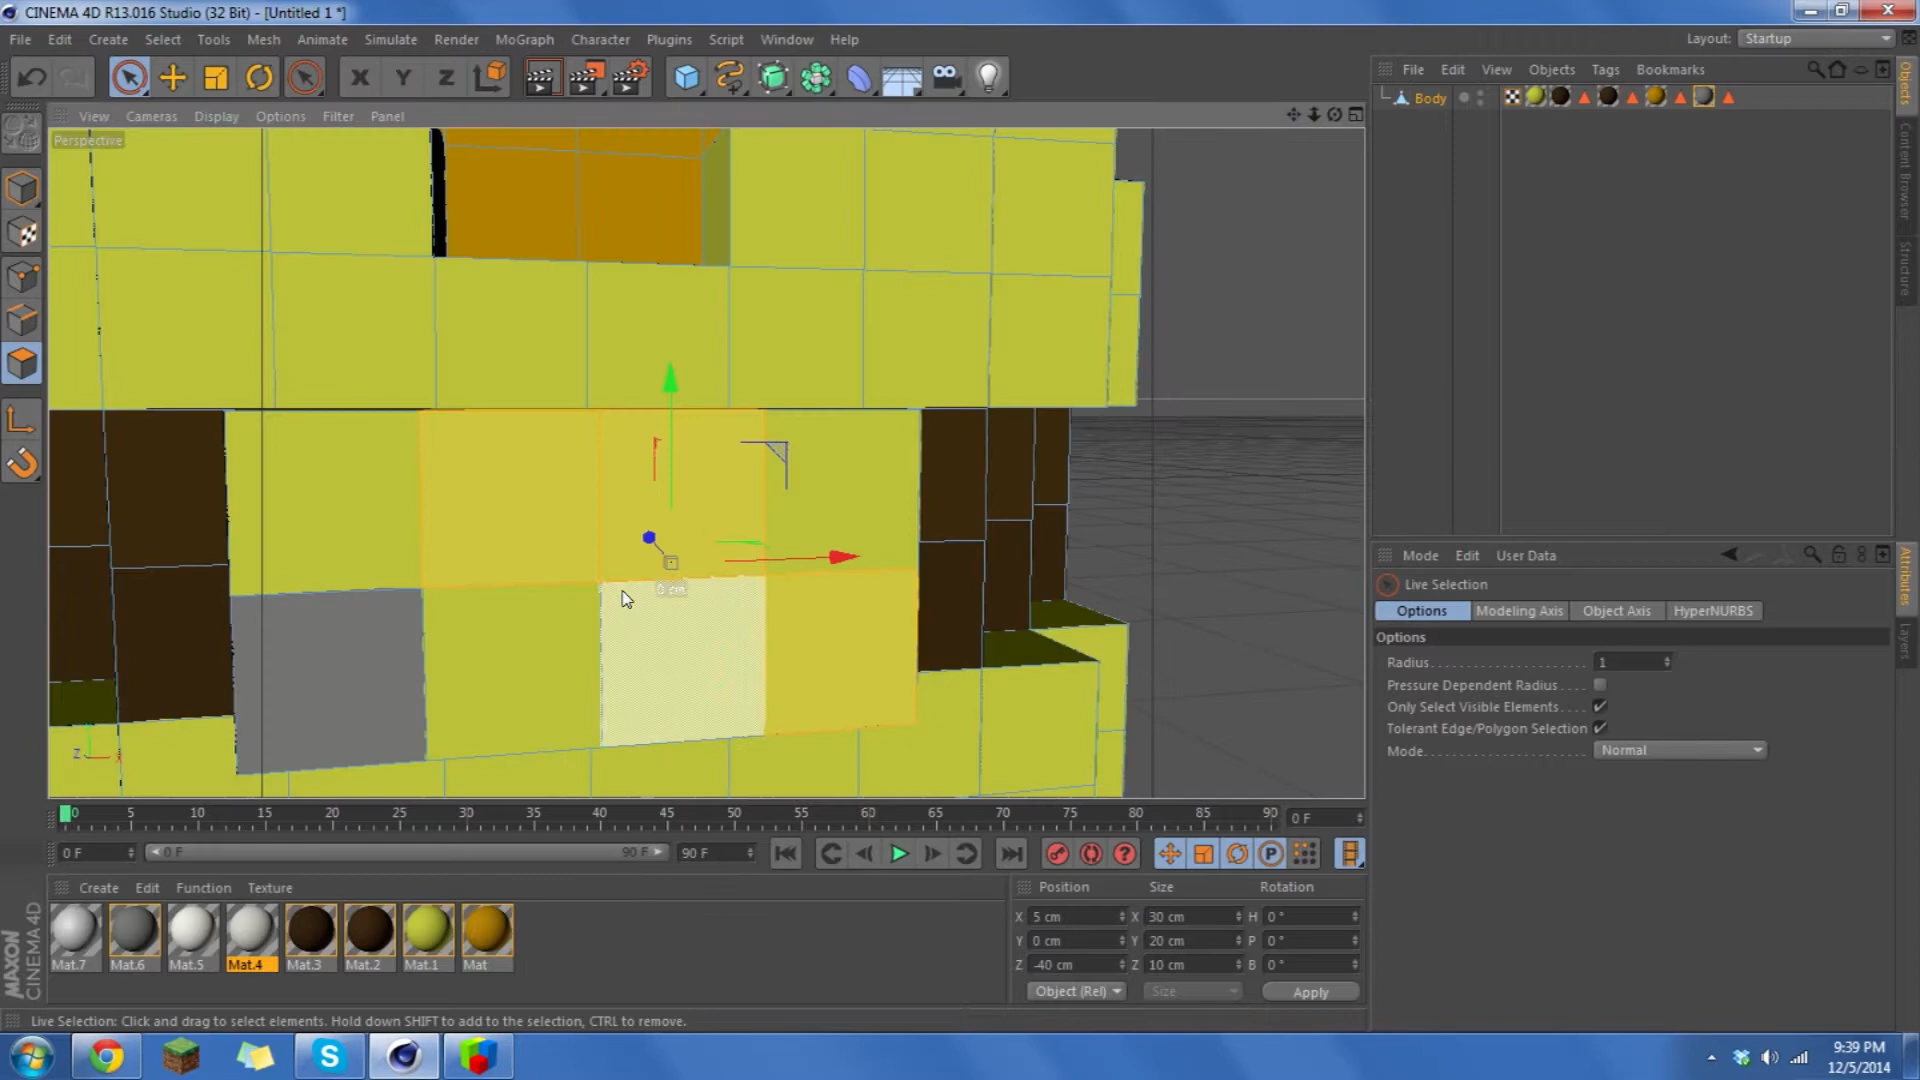 CINEMA 4D R13.016 Studio (32 Bit) - [Untitled 1 *]
File Edit Create Select Tools Mesh Animate Simulate Render MoGraph Character Plugins Script Window Help
Layout: Startup
X Y Z
File Edit View Objects Tags Bookmarks
Body
View Cameras Display Options Filter Panel
Perspective
0 cm
Z
Objects
Content Browser
Structure
Mode Edit User Data
Live Selection
Options Modeling Axis Object Axis HyperNURBS
Options
Radius 1
Pressure Dependent Radius
Only Select Visible Elements
Tolerant Edge/Polygon Selection
Mode Normal
Attributes
Layers
0 5 10 15 20 25 30 35 40 45 50 55 60 65 70 75 80 85 90 0 F
0 F 0 F 90 F 90 F
Create Edit Function Texture
Mat.7 Mat.6 Mat.5 Mat.4 Mat.3 Mat.2 Mat.1 Mat
Position Size Rotation
X 5 cm X 30 cm H 0 °
Y 0 cm Y 20 cm P 0 °
Z -40 cm Z 10 cm B 0 °
Object (Rel) Size Apply
MAXON CINEMA 4D
Live Selection: Click and drag to select elements. Hold down SHIFT to add to the selection, CTRL to remove.
9:39 PM
12/5/2014